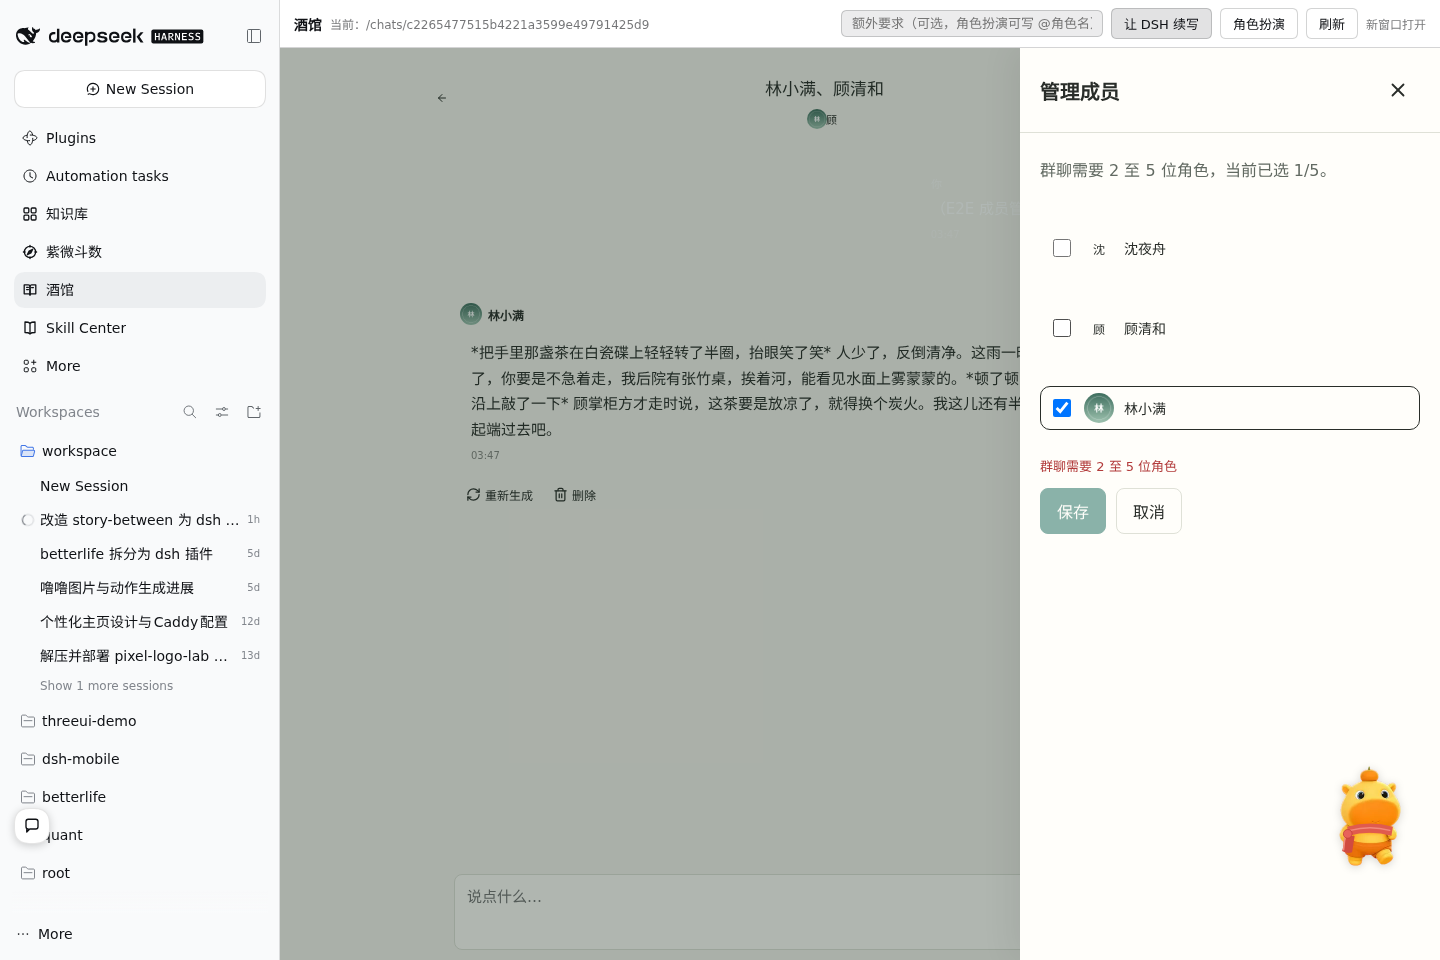 deepseek HARNESS
New Session
Plugins
Automation tasks
知识库
紫微斗数
酒馆
Skill Center
More
Workspaces
workspace
New Session
改造 story-between 为 dsh ... 1h
betterlife 拆分为 dsh 插件 5d
噜噜图片与动作生成进展 5d
个性化主页设计与Caddy配置 12d
解压并部署 pixel-logo-lab ... 13d
Show 1 more sessions
threeui-demo
dsh-mobile
betterlife
quant
root
More
酒馆 当前：/chats/c2265477515b4221a3599e49791425d9
额外要求（可选，角色扮演可写 @角色名）
让 DSH 续写
角色扮演
刷新
新窗口打开
林小满、顾清和
林 顾
(E2E 成员
林 林小满
*把手里那盏茶在白瓷碟上轻轻转了半圈，抬眼笑了笑* 人少了，反倒清净。这雨一时
了，你要是不急着走，我后院有张竹桌，挨着河，能看见水面上雾蒙蒙的。*顿了顿
沿上敲了一下* 顾掌柜方才走时说，这茶要是放凉了，就得换个炭火。我这儿还有半
起端过去吧。
03:47
重新生成 删除
说点什么...
管理成员
群聊需要 2 至 5 位角色，当前已选 1/5。
沈 沈夜舟
顾 顾清和
林 林小满
群聊需要 2 至 5 位角色
保存 取消